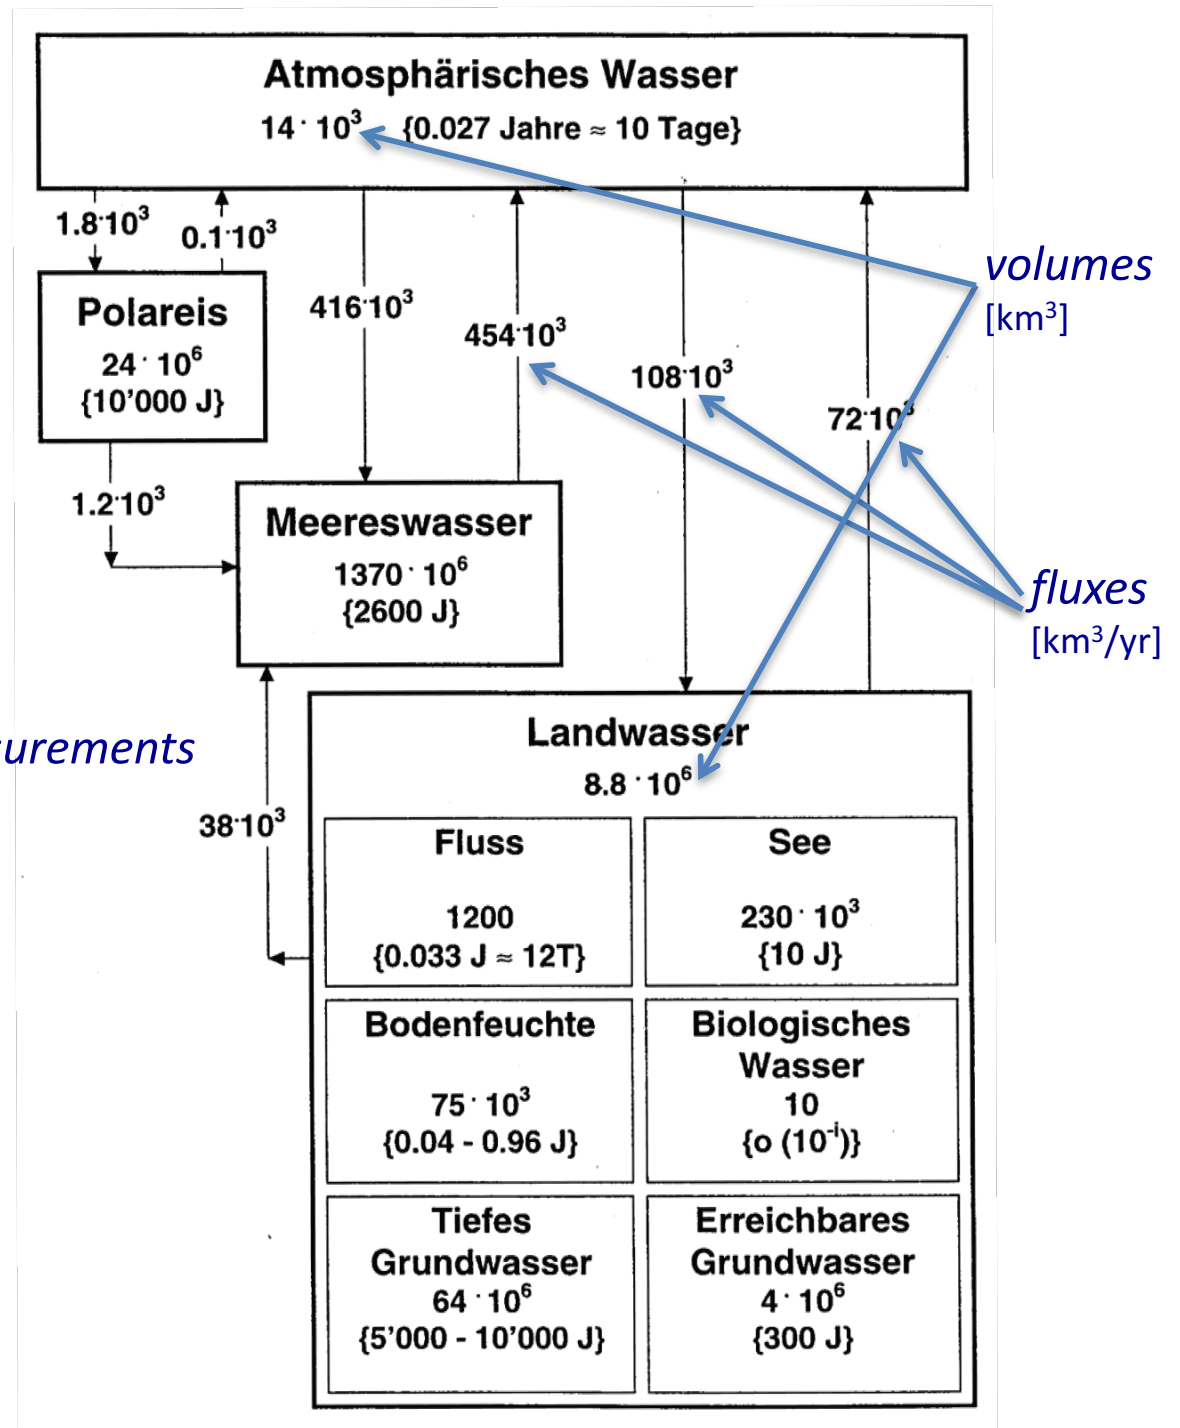 Atmosphärisches Wasser
14 · 10³ {0.027 Jahre ≈ 10 Tage}
1.8·10³
0.1·10³
volumes
[km³]
Polareis
24 · 10⁶
{10'000 J}
416·10³
454·10³
108·10³
72·10³
1.2·10³
Meereswasser
1370 · 10⁶
{2600 J}
fluxes
[km³/yr]
urements
38·10³
Landwasser
8.8 · 10⁶
Fluss
1200
{0.033 J ≈ 12T}
See
230 · 10³
{10 J}
Bodenfeuchte
75 · 10³
{0.04 - 0.96 J}
Biologisches
Wasser
10
{o (10⁻ⁱ)}
Tiefes
Grundwasser
64 · 10⁶
{5'000 - 10'000 J}
Erreichbares
Grundwasser
4 · 10⁶
{300 J}